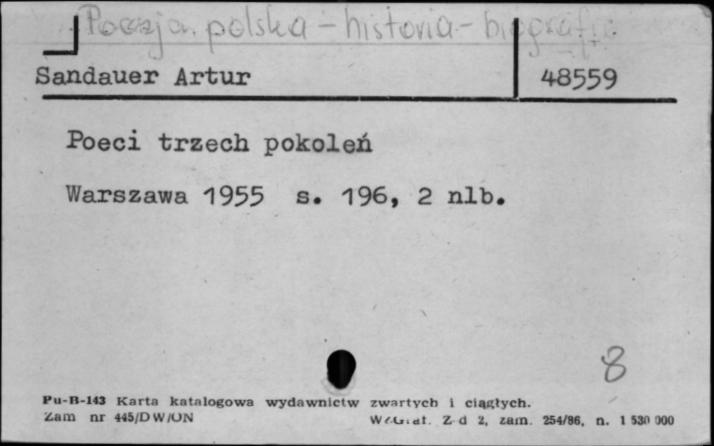 Poezja polska - historia - biografie
Sandauer Artur 48559
Poeci trzech pokoleń
Warszawa 1955 s. 196, 2 nlb.
8
Pu-B-143 Karta katalogowa wydawnictw zwartych i ciągłych.
Zam nr 445/DW/UN Z-d 2, zam. 254/86, n. 1 530 000